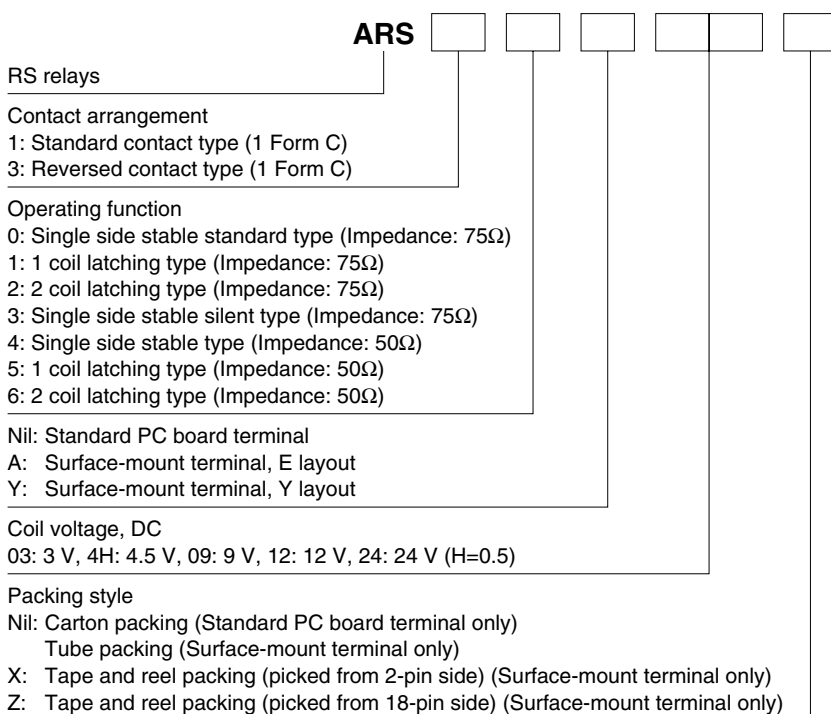 ARS
RS relays
Contact arrangement
1: Standard contact type (1 Form C)
3: Reversed contact type (1 Form C)
Operating function
0: Single side stable standard type (Impedance: 75Ω)
1: 1 coil latching type (Impedance: 75Ω)
2: 2 coil latching type (Impedance: 75Ω)
3: Single side stable silent type (Impedance: 75Ω)
4: Single side stable type (Impedance: 50Ω)
5: 1 coil latching type (Impedance: 50Ω)
6: 2 coil latching type (Impedance: 50Ω)
Nil: Standard PC board terminal
A: Surface-mount terminal, E layout
Y: Surface-mount terminal, Y layout
Coil voltage, DC
03: 3 V, 4H: 4.5 V, 09: 9 V, 12: 12 V, 24: 24 V (H=0.5)
Packing style
Nil: Carton packing (Standard PC board terminal only)
Tube packing (Surface-mount terminal only)
X: Tape and reel packing (picked from 2-pin side) (Surface-mount terminal only)
Z: Tape and reel packing (picked from 18-pin side) (Surface-mount terminal only)